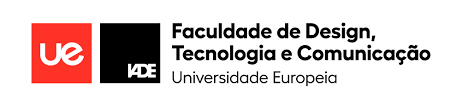 ue
IADE
Faculdade de Design,
Tecnologia e Comunicação
Universidade Europeia